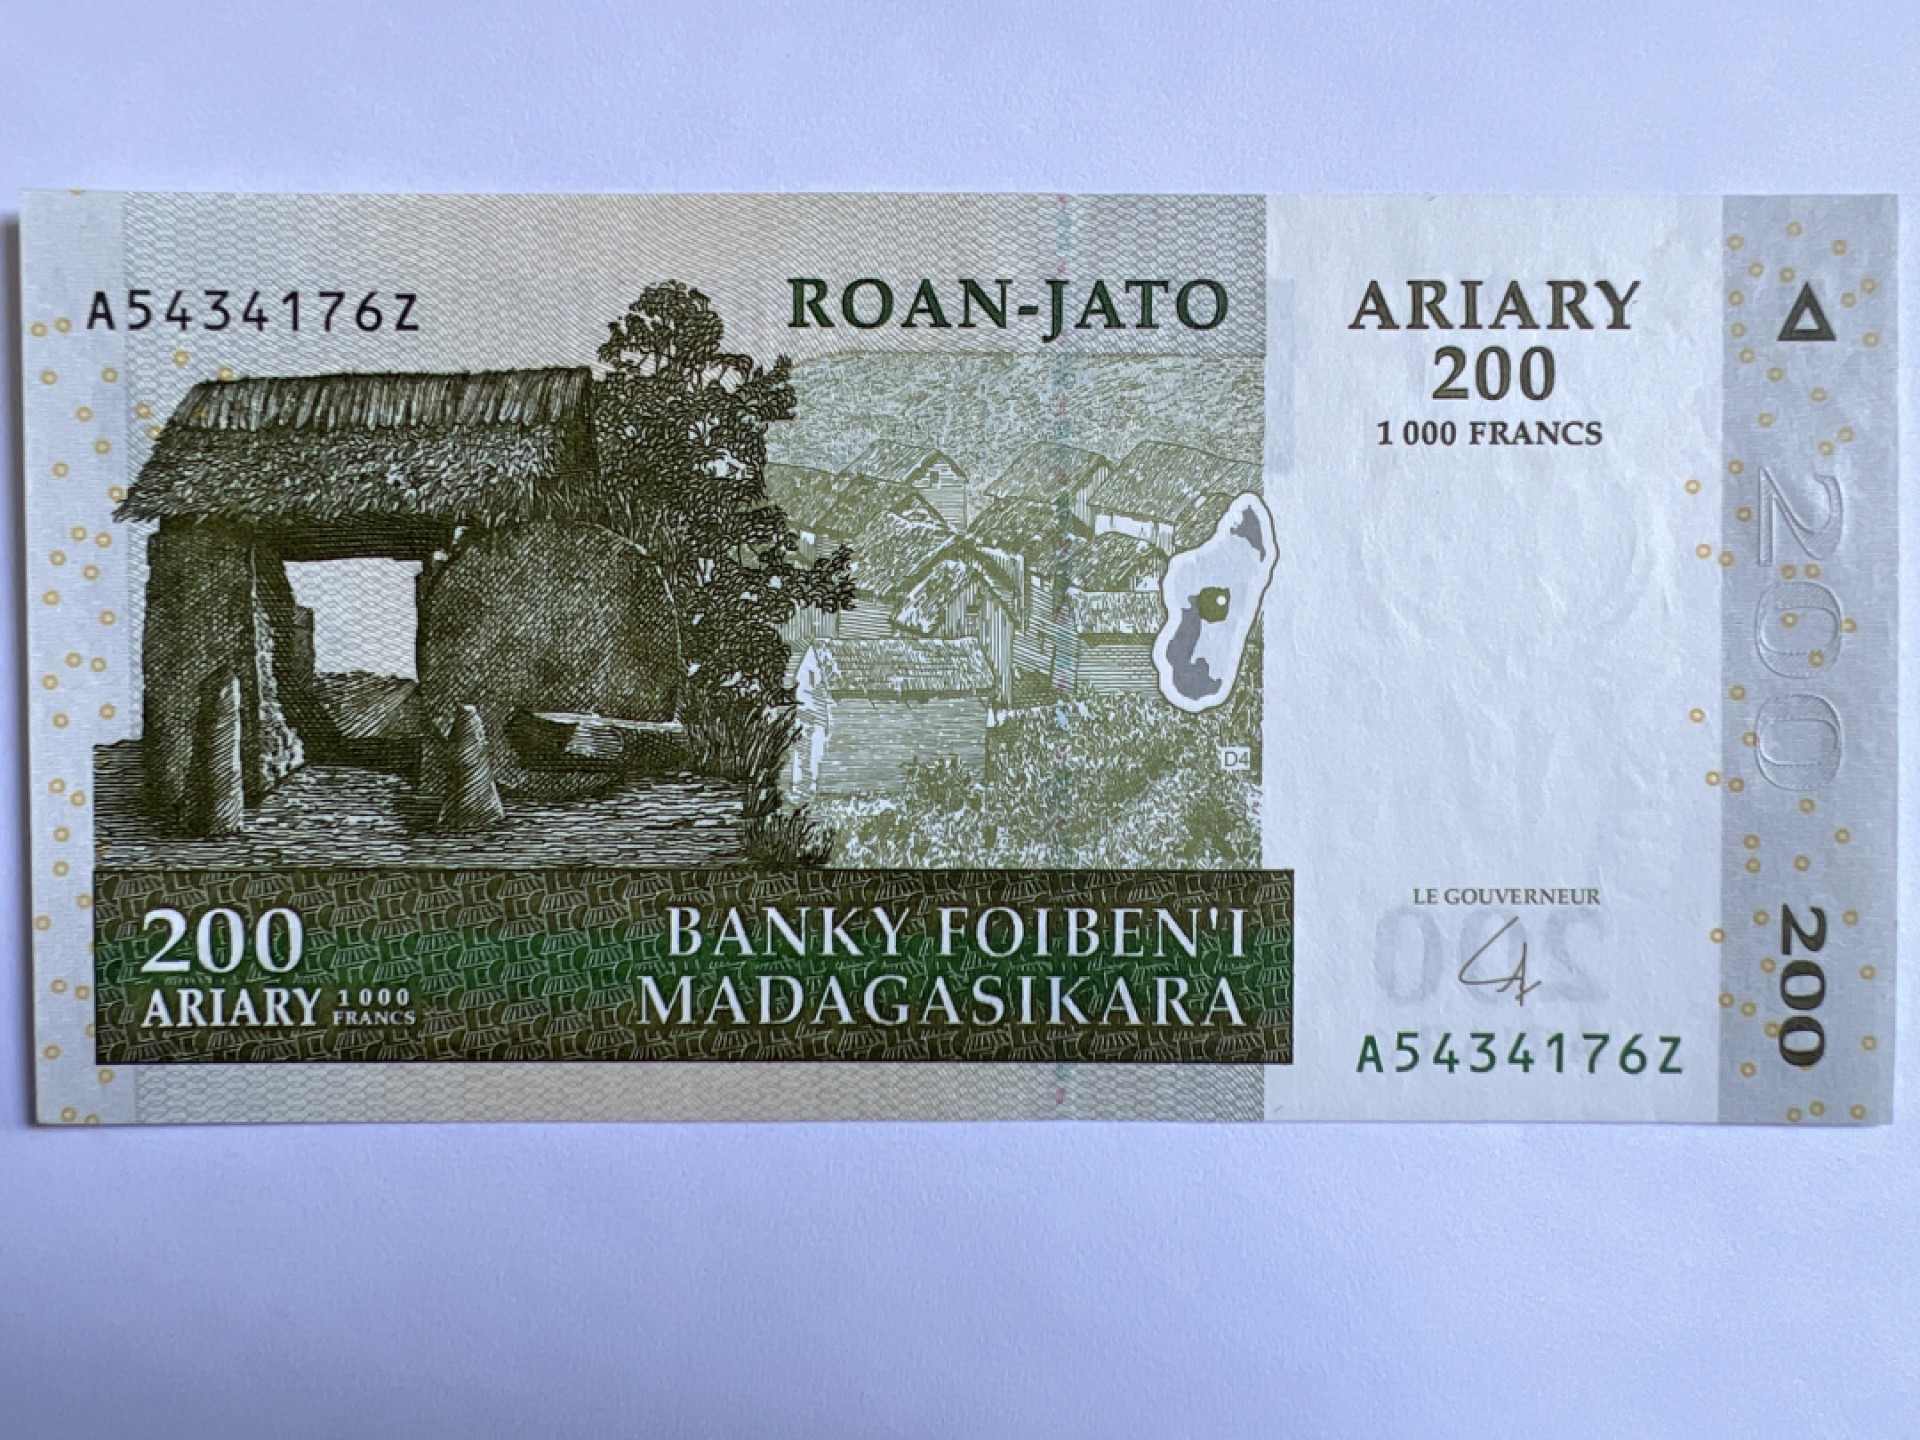 A5434176Z
ROAN-JATO
ARIARY
200
1 000 FRANCS
200
D4
200
ARIARY 1 000
FRANCS
BANKY FOIBEN'I
MADAGASIKARA
LE GOUVERNEUR
200
A5434176Z
200